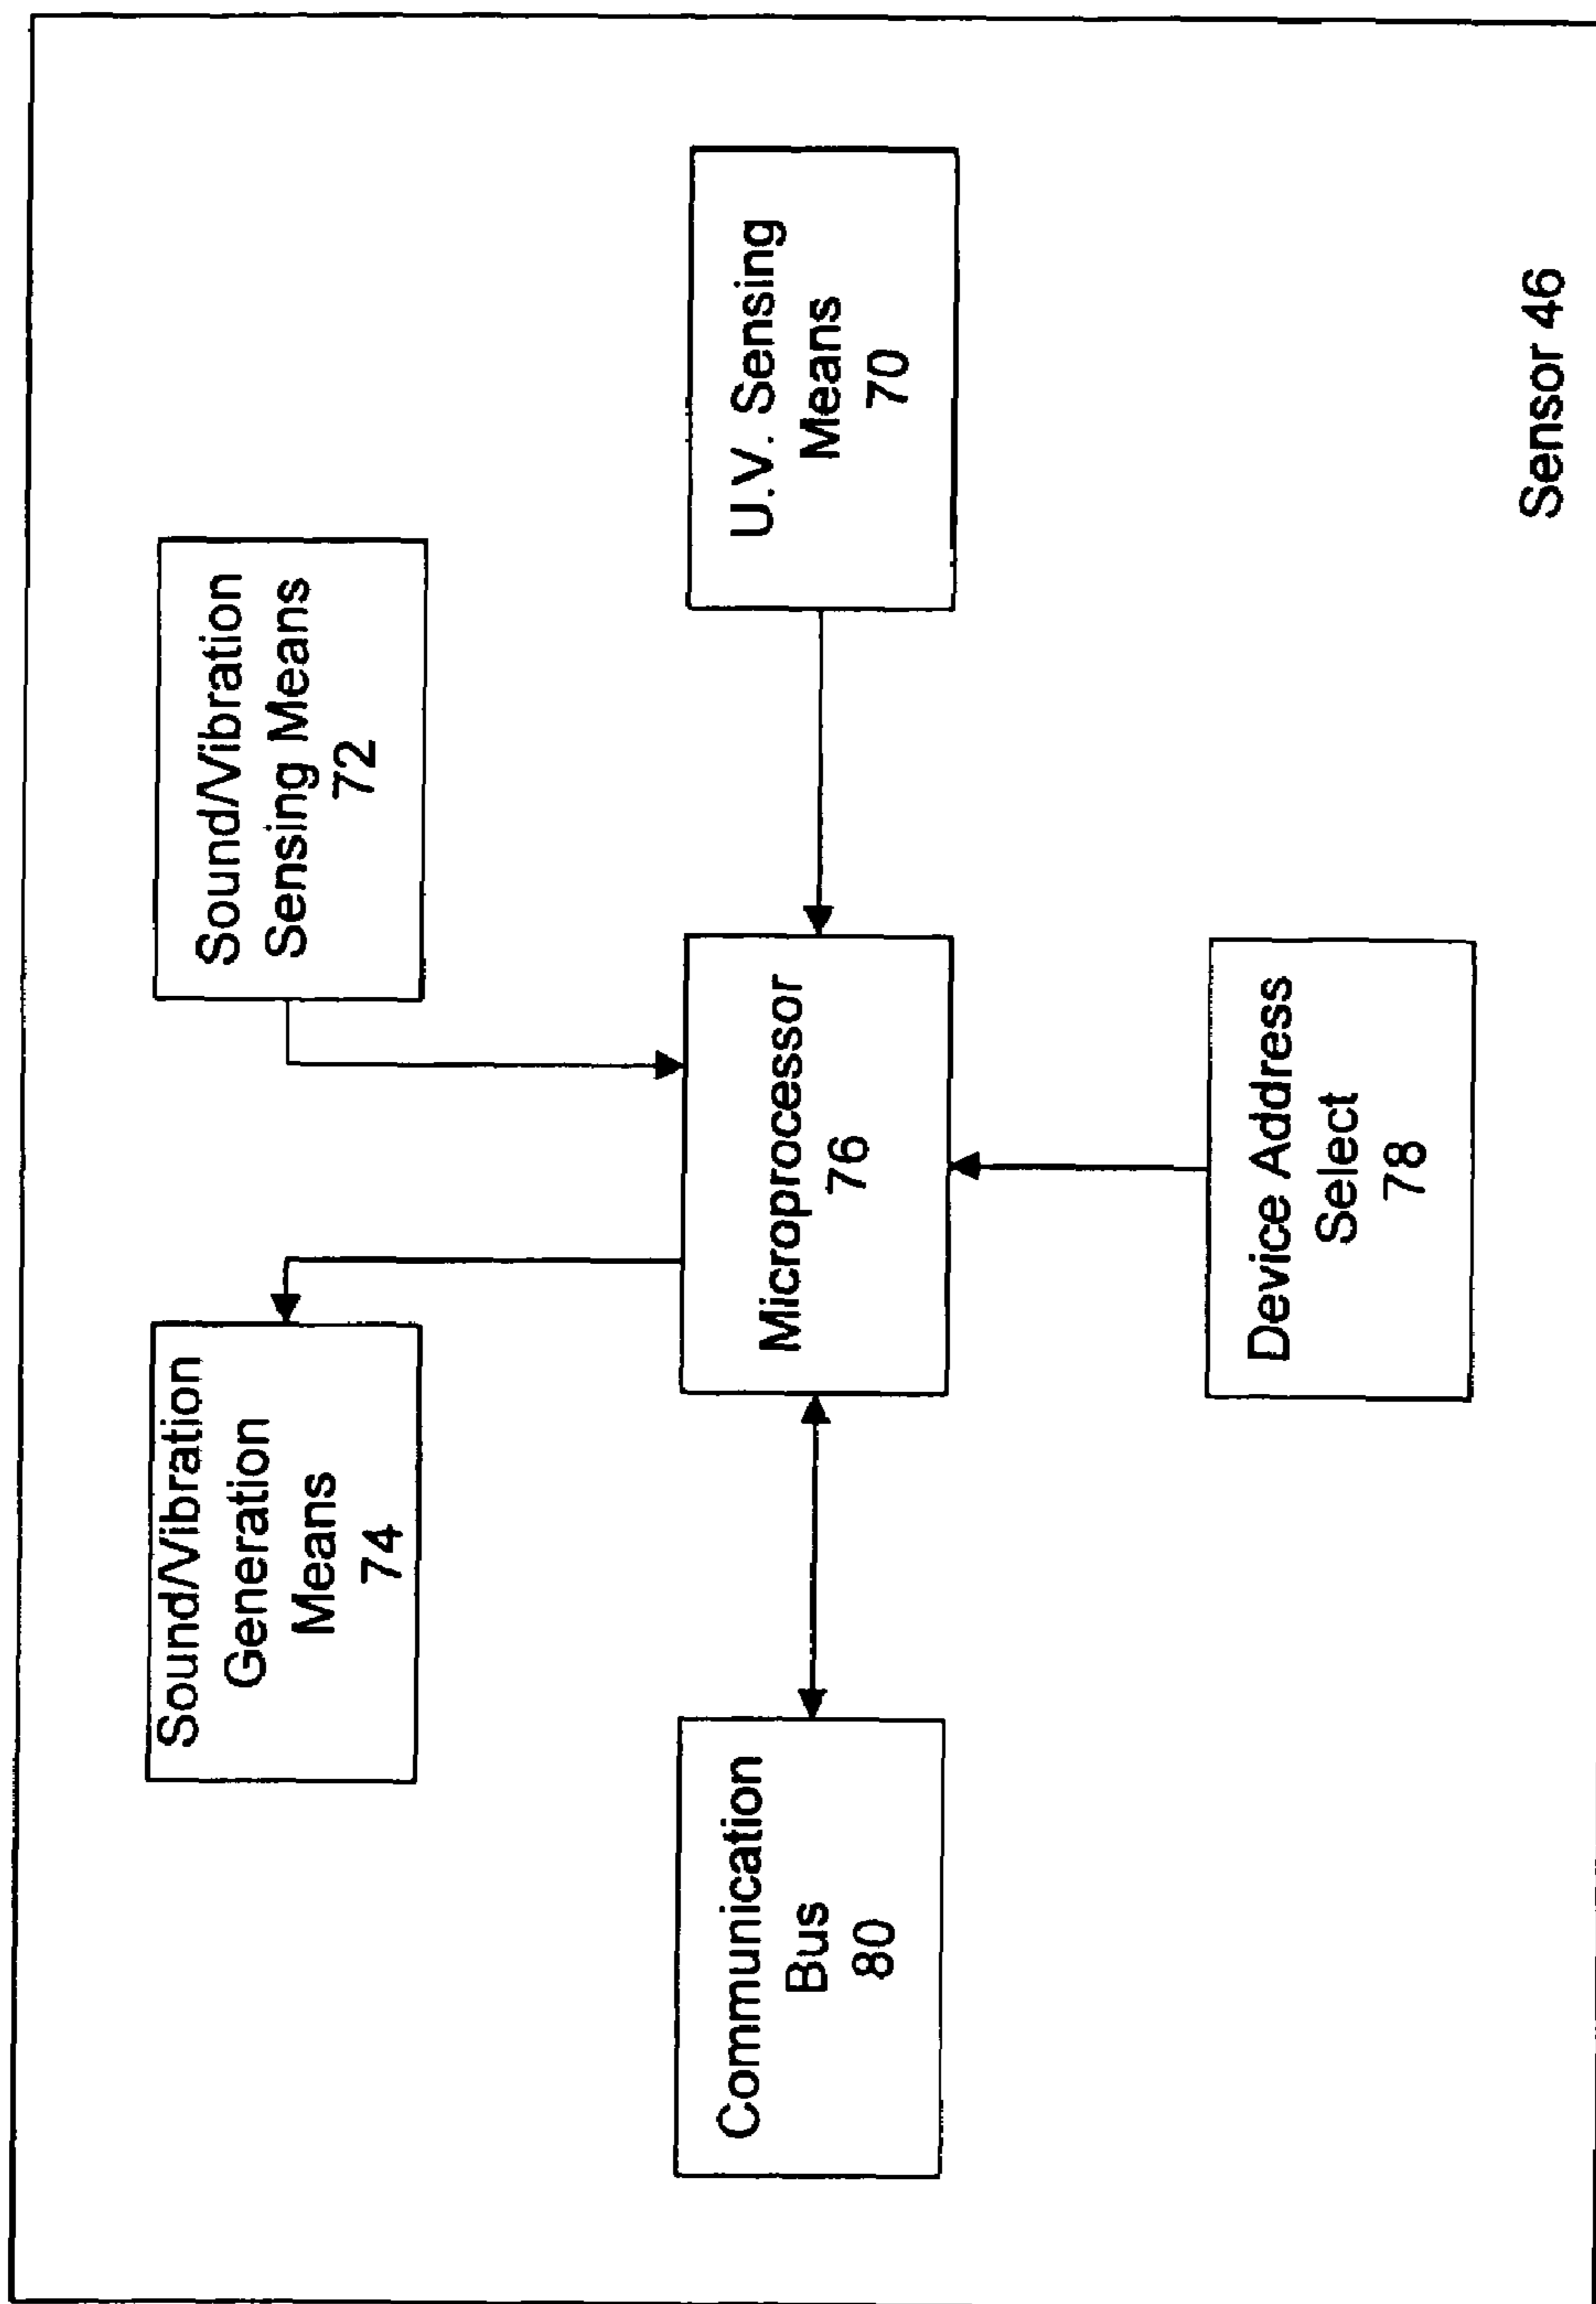 Sound/Vibration
Generation
Means
74
Sound/Vibration
Sensing Means
72
Communication
Bus
80
Microprocessor
76
U.V. Sensing
Means
70
Device Address
Select
78
Sensor 46